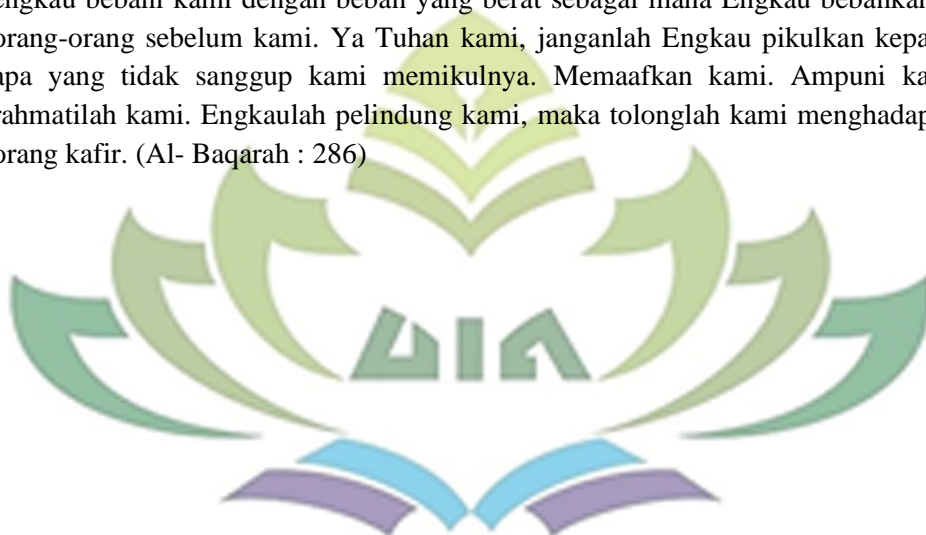 engkau bebani kami dengan beban yang berat sebagai mana Engkau bebankan
orang-orang sebelum kami. Ya Tuhan kami, janganlah Engkau pikulkan kepa
apa yang tidak sanggup kami memikulnya. Memaafkan kami. Ampuni ka
rahmatilah kami. Engkaulah pelindung kami, maka tolonglah kami menghadap
orang kafir. (Al- Baqarah : 286)
UIN